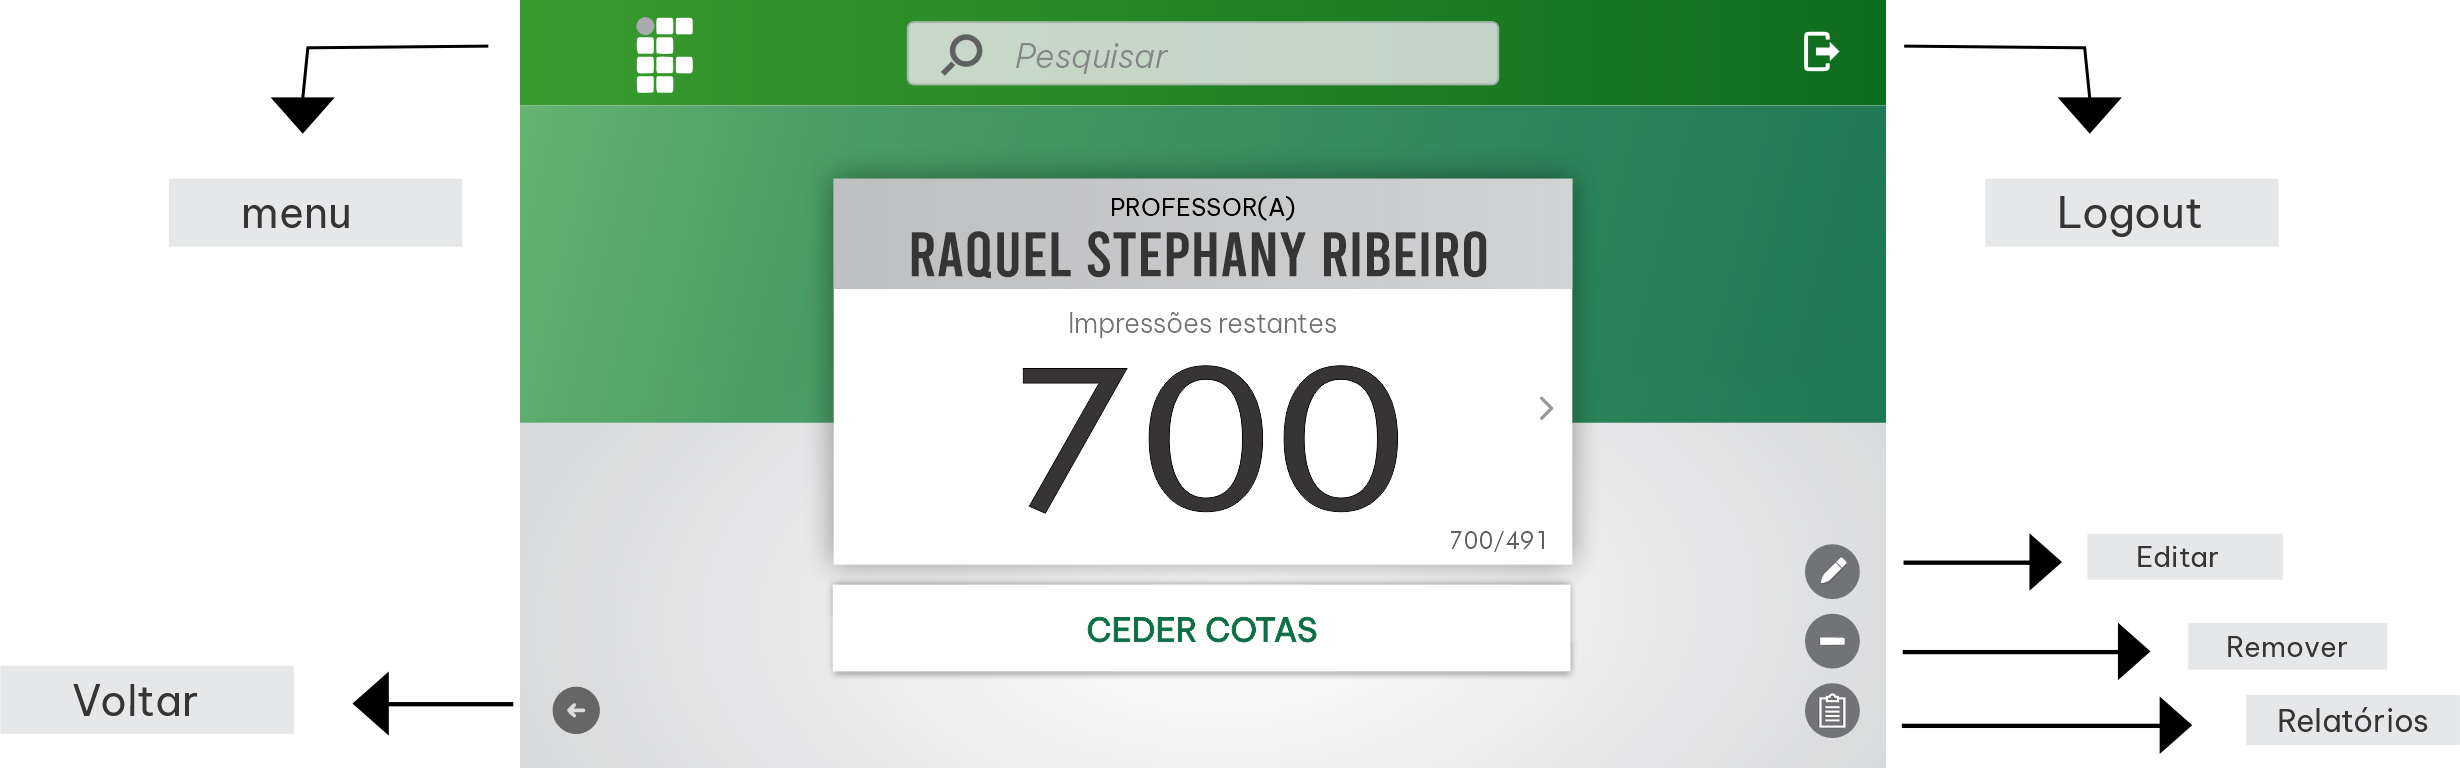 Pesquisar
menu
Logout
PROFESSOR(A)
RAQUEL STEPHANY RIBEIRO
Impressões restantes
700
700/491
CEDER COTAS
Editar
Remover
Relatórios
Voltar